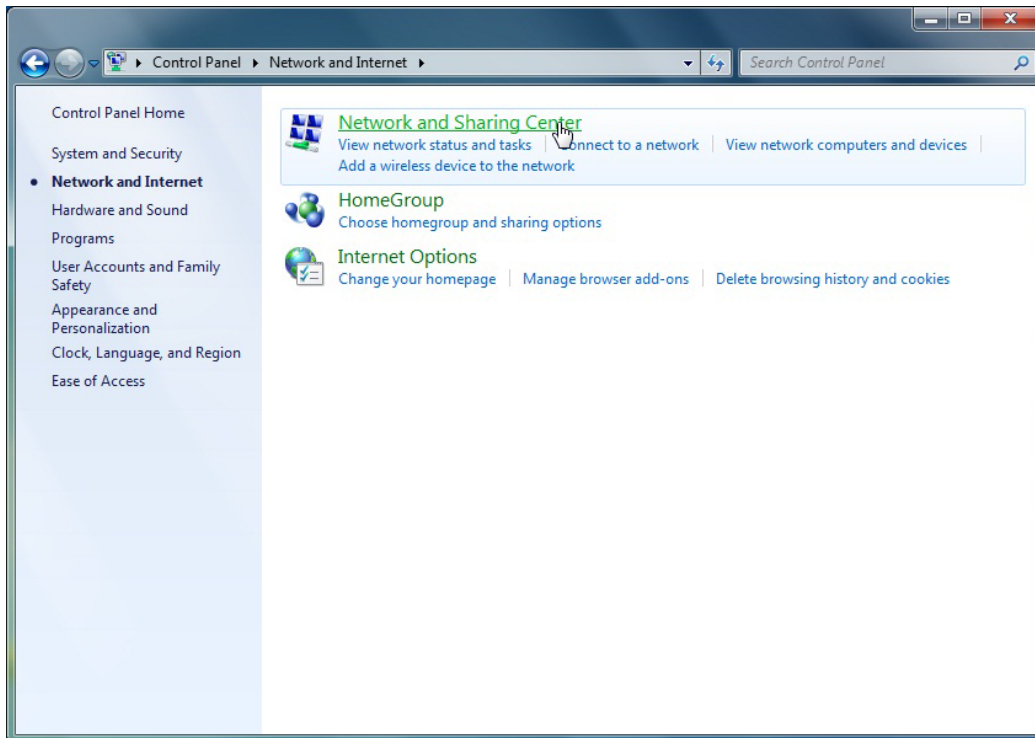 Control Panel ▸ Network and Internet ▸
Search Control Panel
Control Panel Home
System and Security
• Network and Internet
Hardware and Sound
Programs
User Accounts and Family
Safety
Appearance and
Personalization
Clock, Language, and Region
Ease of Access
Network and Sharing Center
View network status and tasks | Connect to a network | View network computers and devices |
Add a wireless device to the network
HomeGroup
Choose homegroup and sharing options
Internet Options
Change your homepage | Manage browser add-ons | Delete browsing history and cookies